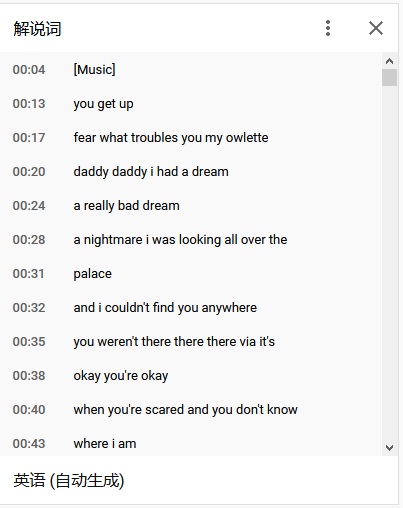 解说词
00:04 [Music]
00:13 you get up
00:17 fear what troubles you my owlette
00:20 daddy daddy i had a dream
00:24 a really bad dream
00:28 a nightmare i was looking all over the
00:31 palace
00:32 and i couldn't find you anywhere
00:35 you weren't there there there via it's
00:38 okay you're okay
00:40 when you're scared and you don't know
00:43 where i am
英语 (自动生成)